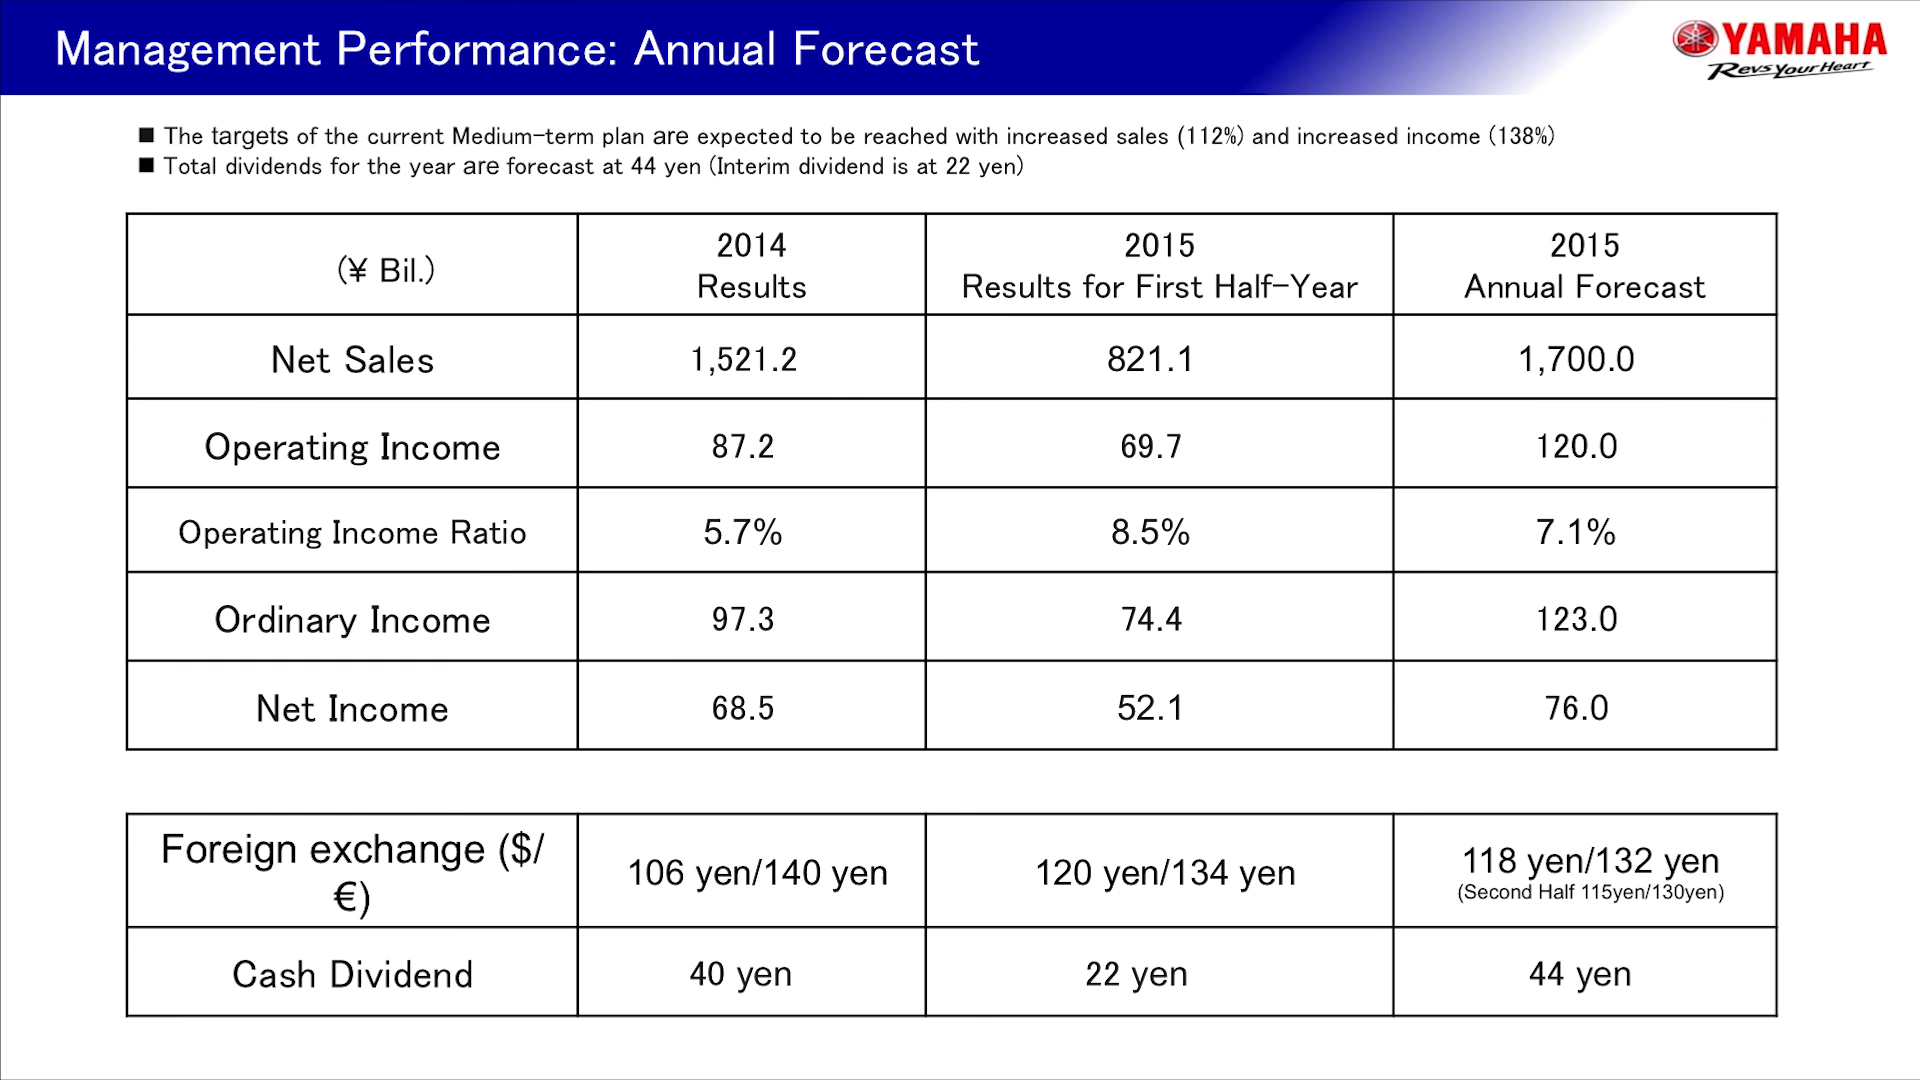 Management Performance: Annual Forecast
YAMAHA
Revs Your Heart
■ The targets of the current Medium-term plan are expected to be reached with increased sales (112%) and increased income (138%)
■ Total dividends for the year are forecast at 44 yen (Interim dividend is at 22 yen)
(¥ Bil.)
2014
Results
2015
Results for First Half-Year
2015
Annual Forecast
Net Sales 1,521.2 821.1 1,700.0
Operating Income 87.2 69.7 120.0
Operating Income Ratio 5.7% 8.5% 7.1%
Ordinary Income 97.3 74.4 123.0
Net Income 68.5 52.1 76.0
Foreign exchange ($/
€)
106 yen/140 yen 120 yen/134 yen 118 yen/132 yen
(Second Half 115yen/130yen)
Cash Dividend 40 yen 22 yen 44 yen